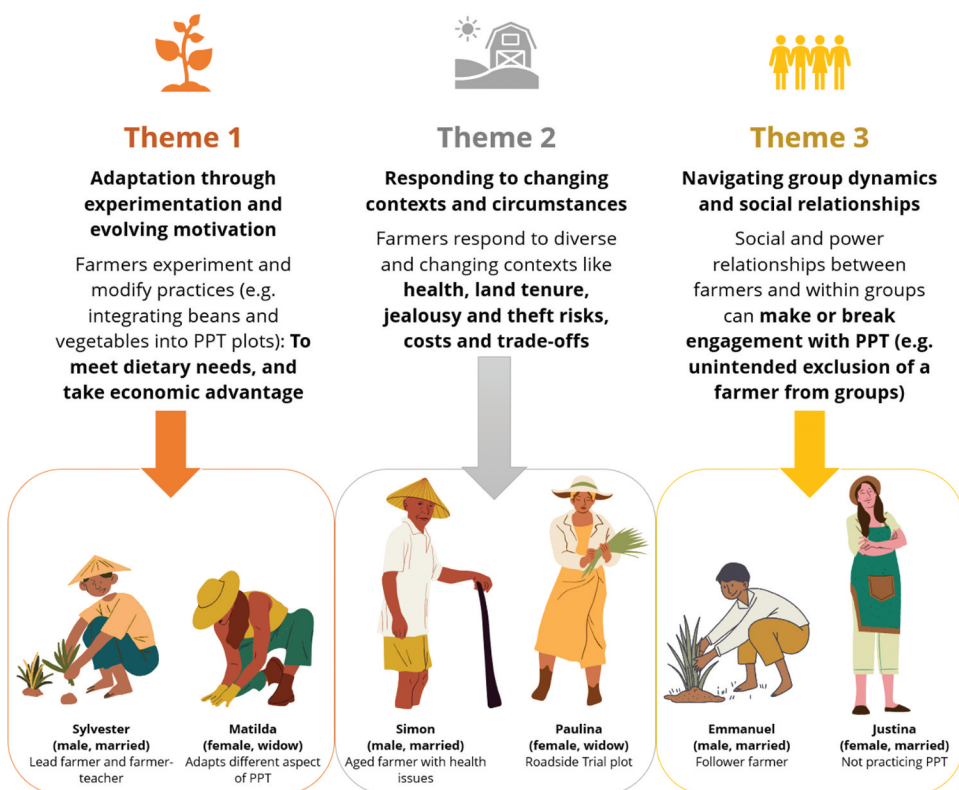 Theme 1
Adaptation through
experimentation and
evolving motivation
Farmers experiment and
modify practices (e.g.
integrating beans and
vegetables into PPT plots): To
meet dietary needs, and
take economic advantage
Theme 2
Responding to changing
contexts and circumstances
Farmers respond to diverse
and changing contexts like
health, land tenure,
jealousy and theft risks,
costs and trade-offs
Theme 3
Navigating group dynamics
and social relationships
Social and power
relationships between
farmers and within groups
can make or break
engagement with PPT (e.g.
unintended exclusion of a
farmer from groups)
Sylvester
(male, married)
Lead farmer and farmer-
teacher
Matilda
(female, widow)
Adapts different aspect
of PPT
Simon
(male, married)
Aged farmer with health
issues
Paulina
(female, widow)
Roadside Trial plot
Emmanuel
(male, married)
Follower farmer
Justina
(female, married)
Not practicing PPT